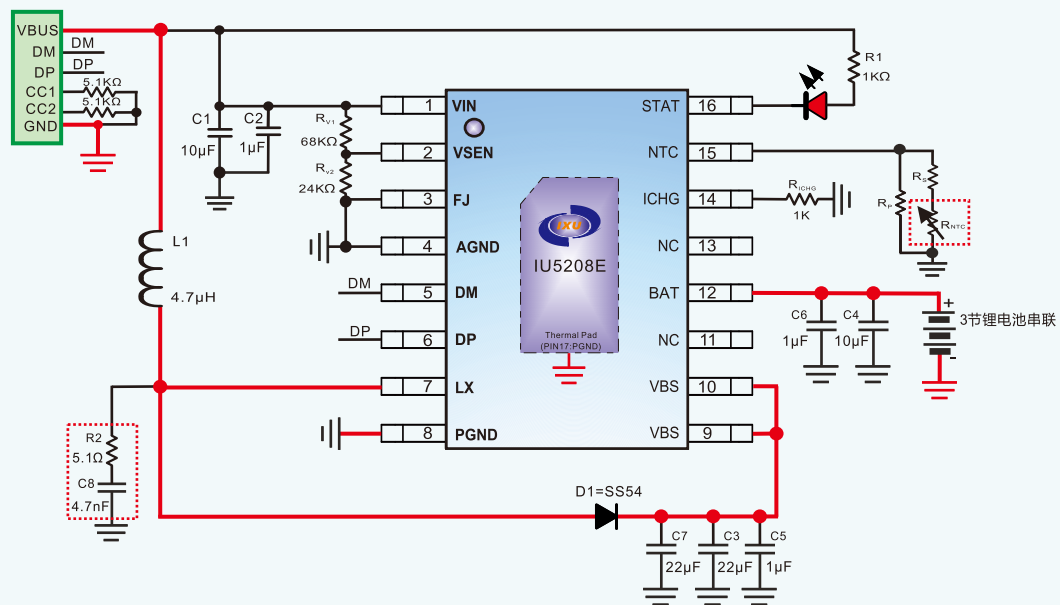 VBUS
DM
DP
CC1
CC2
GND
DM
DP
5.1KΩ
5.1KΩ
C1
10μF
C2
1μF
RV1
68KΩ
RV2
24KΩ
L1
4.7μH
DM
DP
R2
5.1Ω
C8
4.7nF
1 VIN
2 VSEN
3 FJ
4 AGND
5 DM
6 DP
7 LX
8 PGND
IXU
IU5208E
Thermal Pad
(PIN17:PGND)
STAT 16
NTC 15
ICHG 14
NC 13
BAT 12
NC 11
VBS 10
VBS 9
R1
1KΩ
RICHG
1K
RP
RS
RNTC
C6
1μF
C4
10μF
+
3节锂电池串联
-
D1=SS54
C7
22μF
C3
22μF
C5
1μF